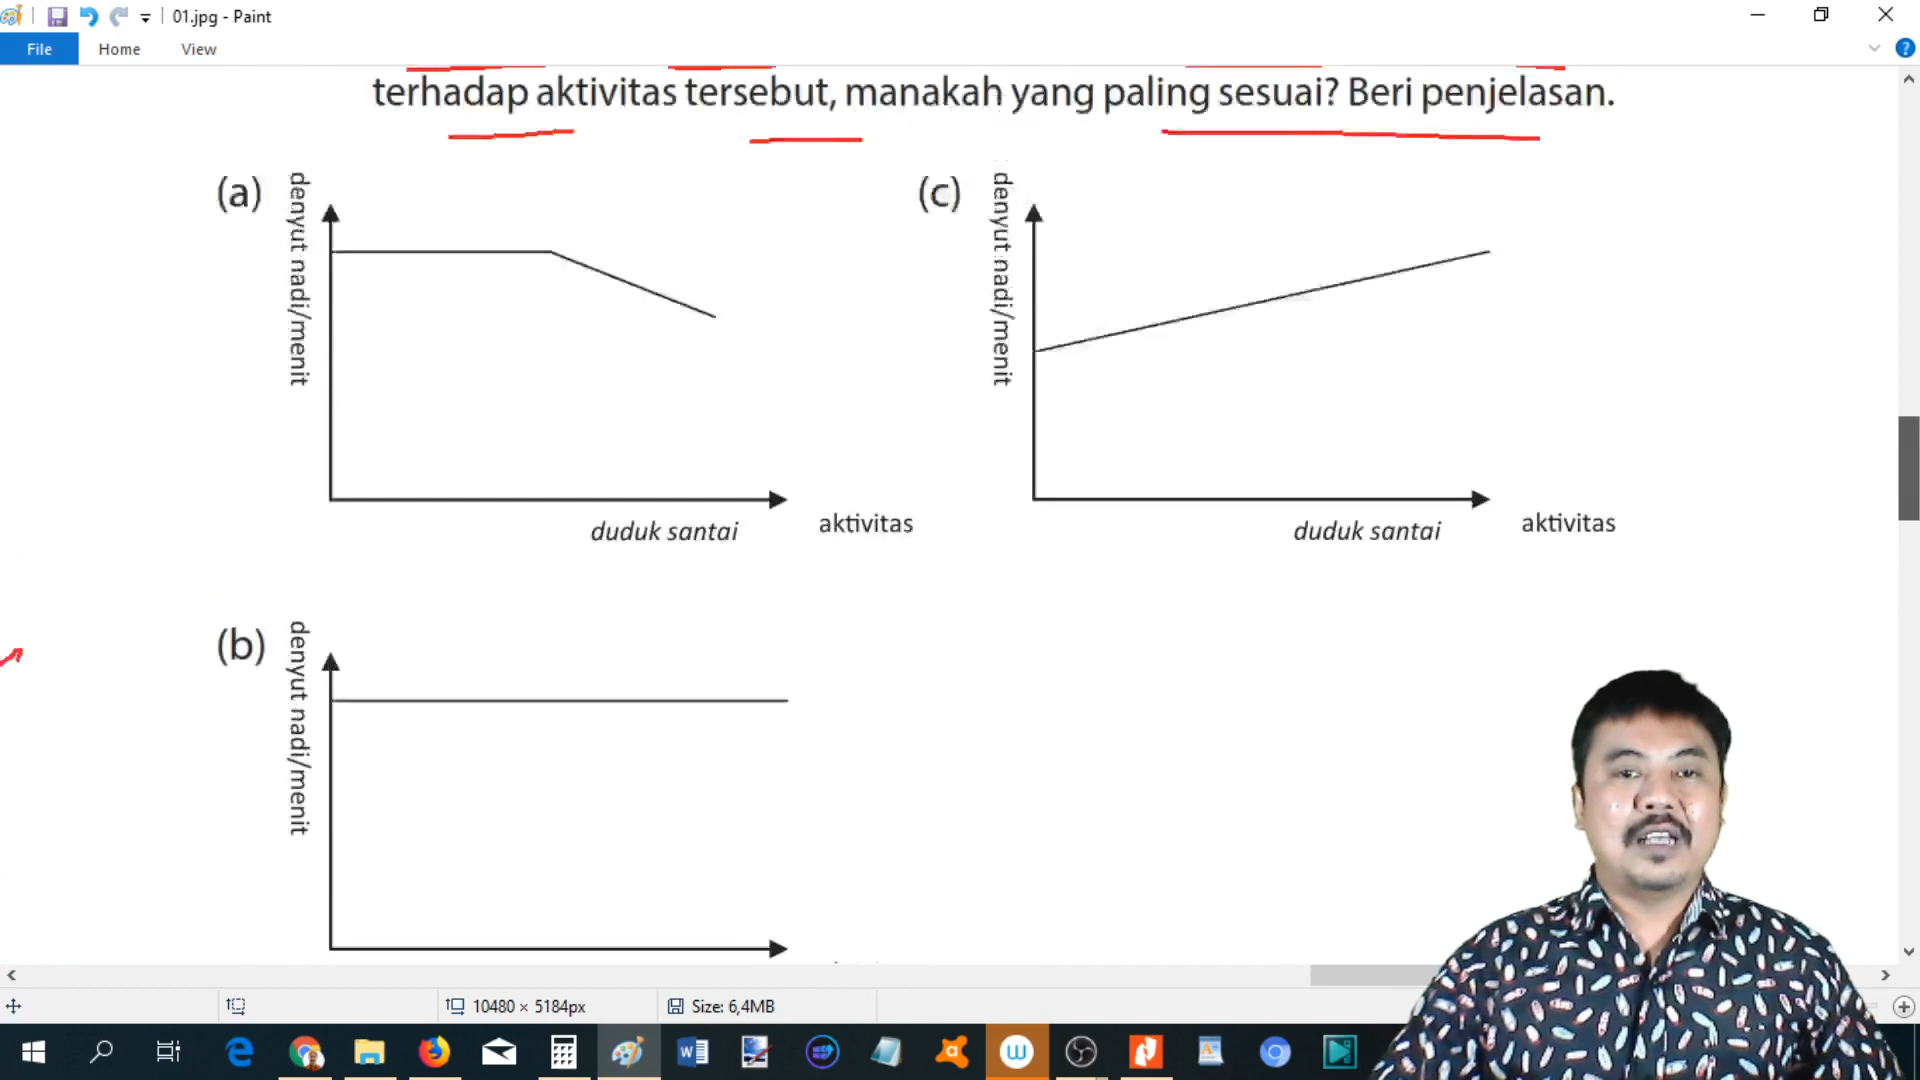 01.jpg - Paint
File Home View
terhadap aktivitas tersebut, manakah yang paling sesuai? Beri penjelasan.
(a)
denyut nadi/menit
duduk santai
aktivitas
(c)
denyut nadi/menit
duduk santai
aktivitas
(b)
denyut nadi/menit
10480 × 5184px
Size: 6,4MB